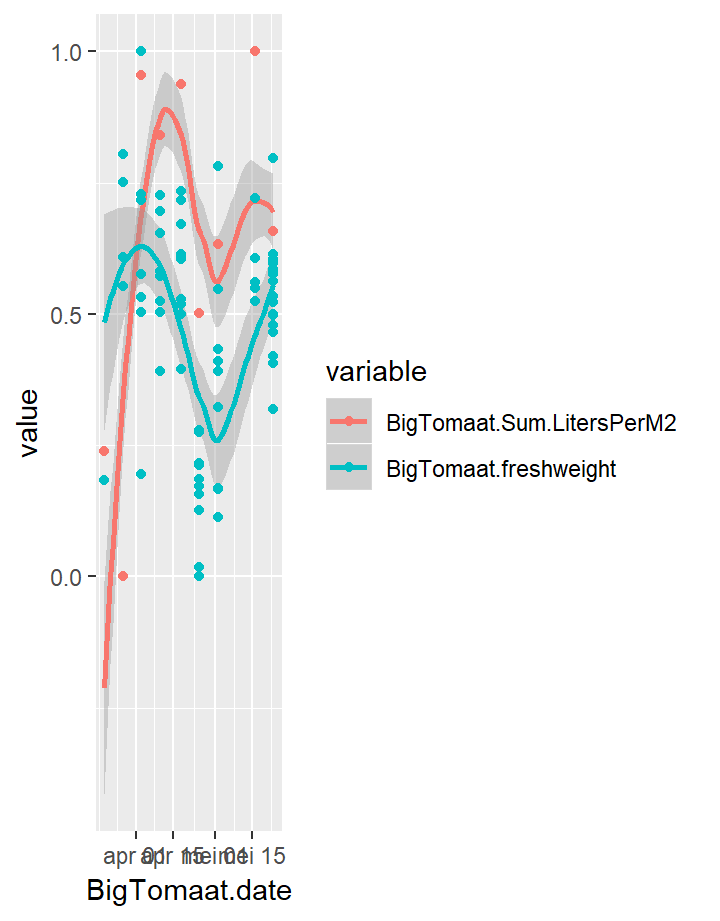 1.0
0.5
0.0
value
apr 01
apr 15
mei 01
mei 15
BigTomaat.date
variable
BigTomaat.Sum.LitersPerM2
BigTomaat.freshweight